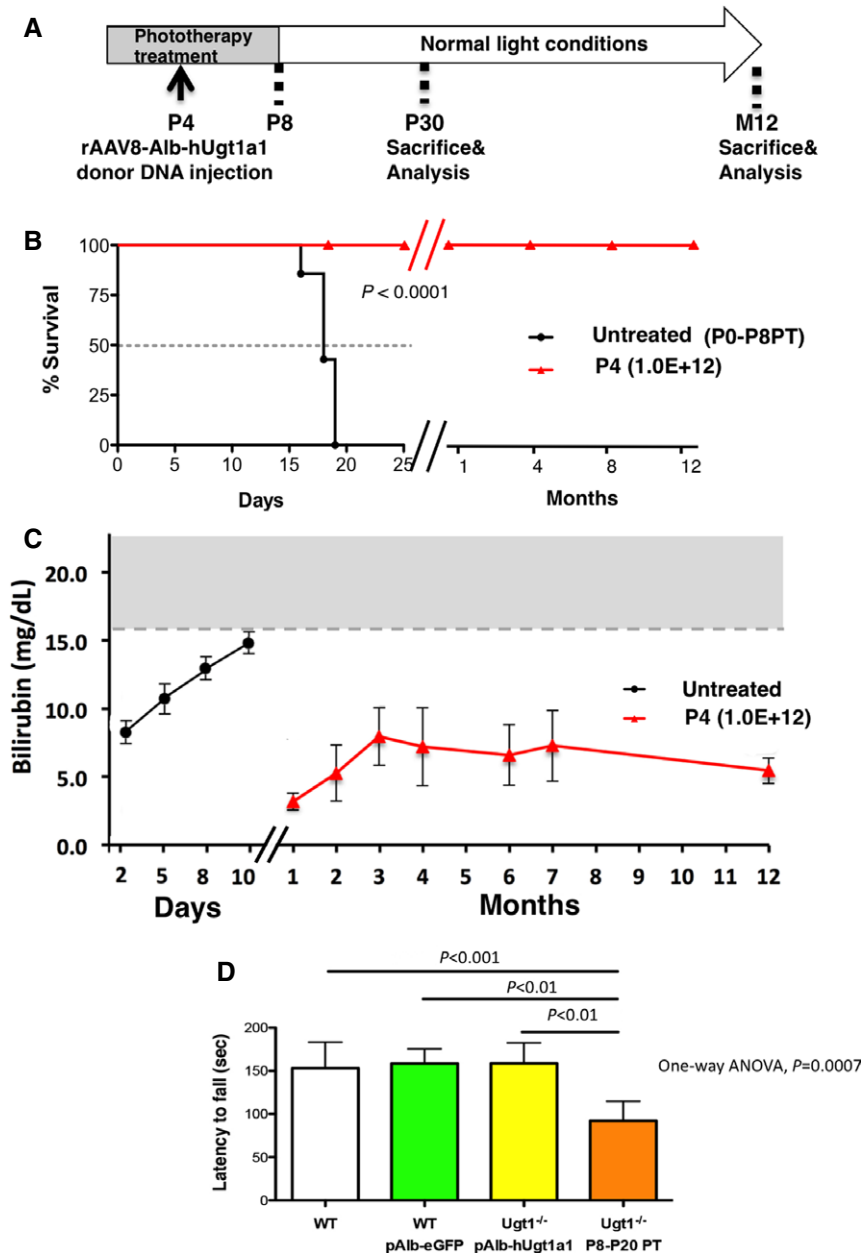 A
Phototherapy
treatment
Normal light conditions
P4
P8
P30
M12
rAAV8-Alb-hUgt1a1
donor DNA injection
Sacrifice&
Analysis
Sacrifice&
Analysis
B
% Survival
100
75
50
25
0
P < 0.0001
Untreated (P0-P8PT)
P4 (1.0E+12)
0 5 10 15 20 25
1 4 8 12
Days
Months
C
Bilirubin (mg/dL)
20.0
15.0
10.0
5.0
0.0
Untreated
P4 (1.0E+12)
2 5 8 10
1 2 3 4 5 6 7 8 9 10 11 12
Days
Months
D
P<0.001
P<0.01
P<0.01
One-way ANOVA, P=0.0007
Latency to fall (sec)
200
150
100
50
0
WT
WT
pAlb-eGFP
Ugt1-/-
pAlb-hUgt1a1
Ugt1-/-
P8-P20 PT